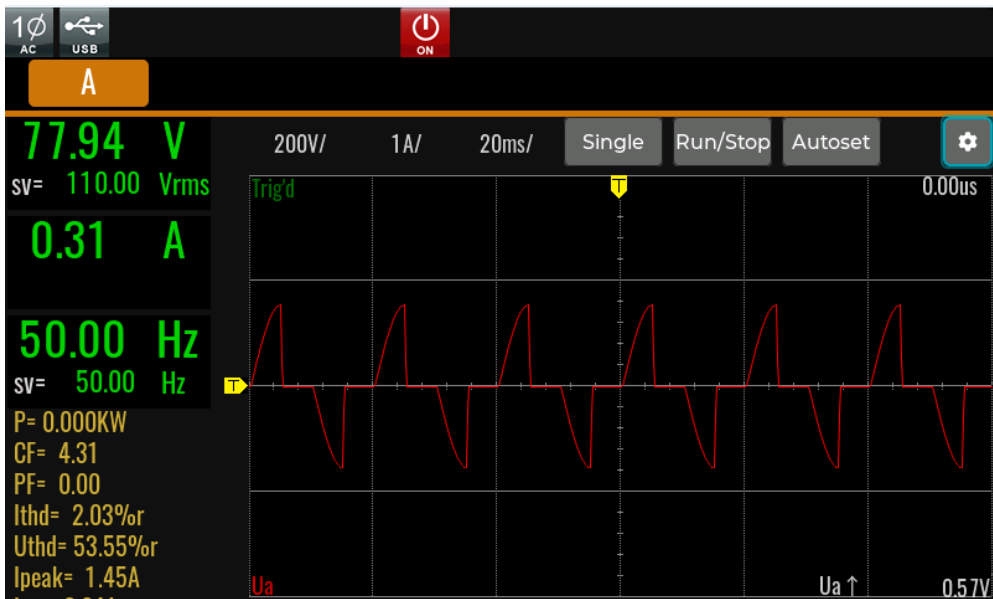 1Ø
AC
USB
ON
A
77.94 V
sv= 110.00 Vrms
0.31 A
50.00 Hz
sv= 50.00 Hz
P= 0.000KW
CF= 4.31
PF= 0.00
Ithd= 2.03%r
Uthd= 53.55%r
Ipeak= 1.45A
200V/ 1A/ 20ms/ Single Run/Stop Autoset
Trig'd T 0.00us
T
Ua Ua↑ 0.57V